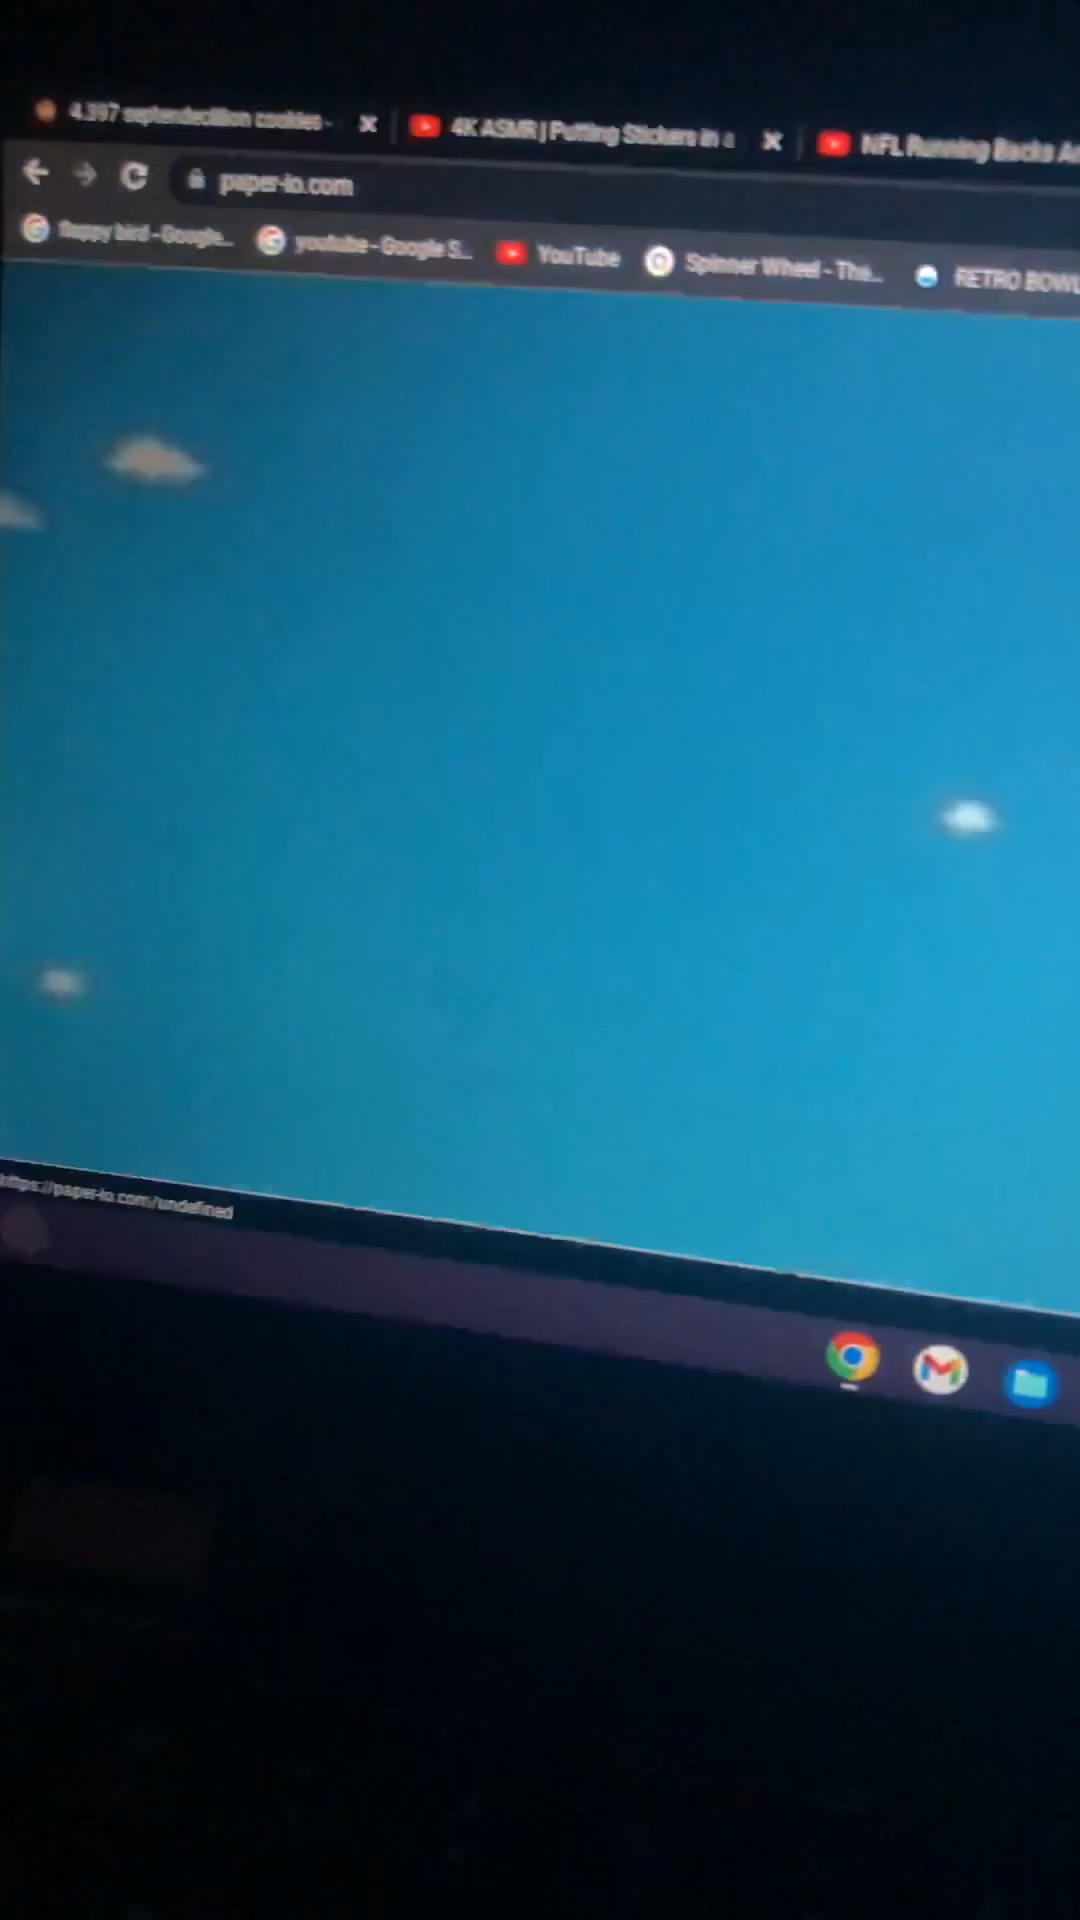 4.397 septendecillion cookies -
4K ASMR | Putting Stickers in a
NFL Running Backs Ar
paper-io.com
flappy bird - Google...
youtube - Google S...
YouTube
Spinner Wheel - The...
RETRO BOWL
https://paper-io.com/undefined